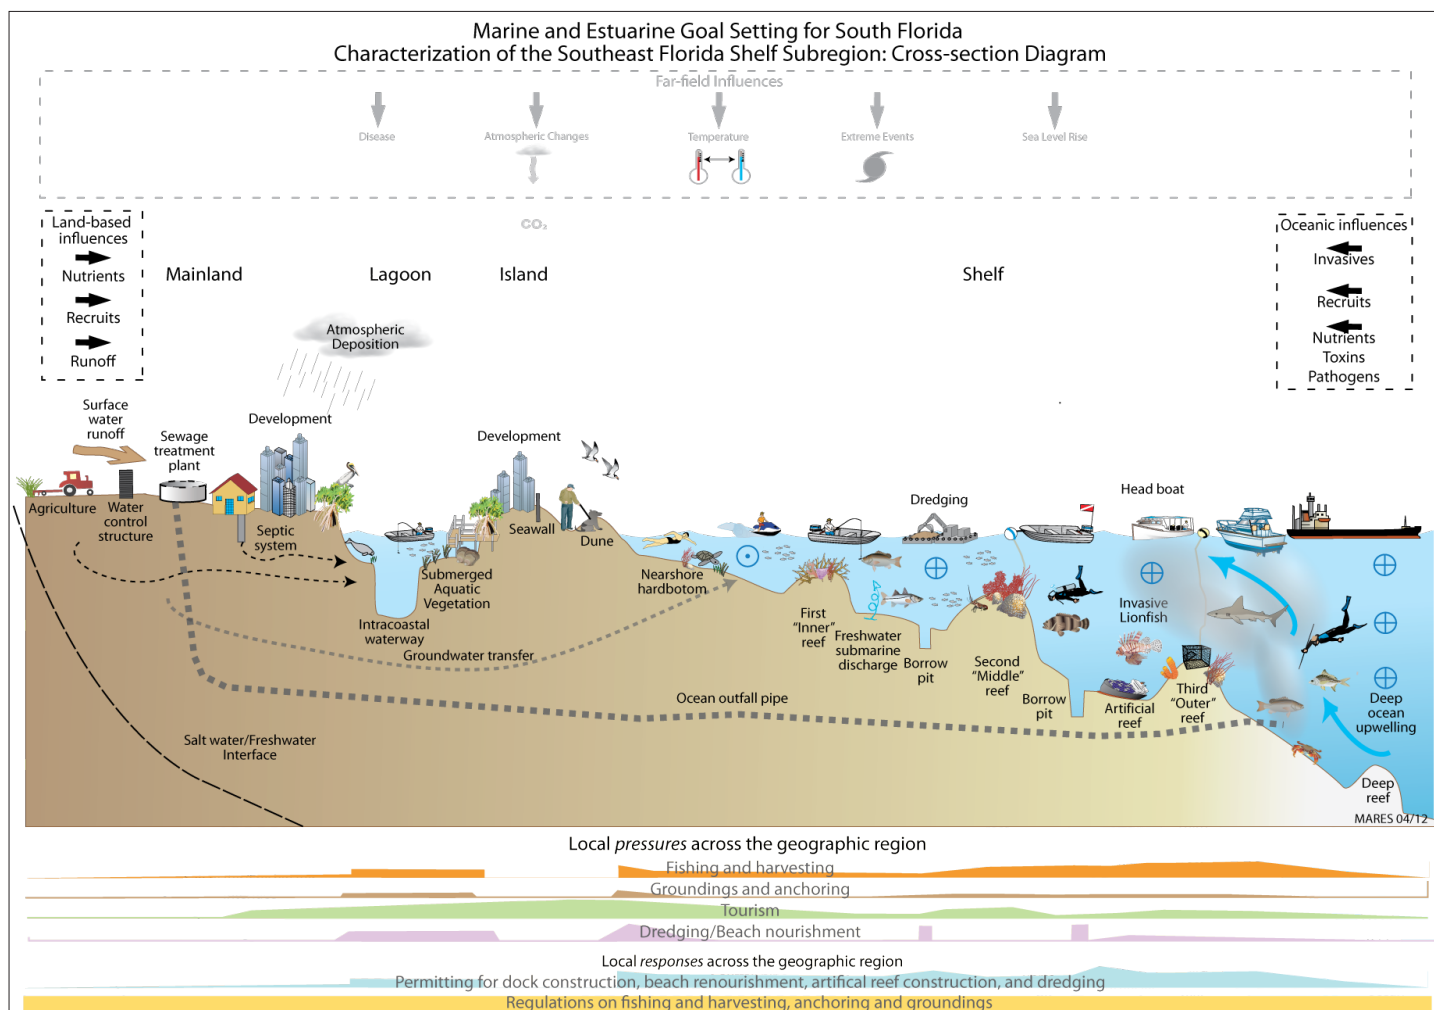 Marine and Estuarine Goal Setting for South Florida
Characterization of the Southeast Florida Shelf Subregion: Cross-section Diagram
Far-field Influences
Disease
Atmospheric Changes
Temperature
Extreme Events
Sea Level Rise
CO₂
Land-based
influences
Nutrients
Recruits
Runoff
Mainland
Lagoon
Island
Shelf
Oceanic influences
Invasives
Recruits
Nutrients
Toxins
Pathogens
Atmospheric
Deposition
Surface
water
runoff
Sewage
treatment
plant
Development
Development
Dredging
Head boat
Agriculture
Water
control
structure
Septic
system
Seawall
Dune
Submerged
Aquatic
Vegetation
Intracoastal
waterway
Groundwater transfer
Nearshore
hardbotom
First
"Inner"
reef
Freshwater
submarine
discharge
Borrow
pit
Second
"Middle"
reef
Borrow
pit
Invasive
Lionfish
Artificial
reef
Third
"Outer"
reef
Deep
ocean
upwelling
Ocean outfall pipe
Salt water/Freshwater
Interface
Deep
reef
MARES 04/12
Local pressures across the geographic region
Fishing and harvesting
Groundings and anchoring
Tourism
Dredging/Beach nourishment
Local responses across the geographic region
Permitting for dock construction, beach renourishment, artifical reef construction, and dredging
Regulations on fishing and harvesting, anchoring and groundings